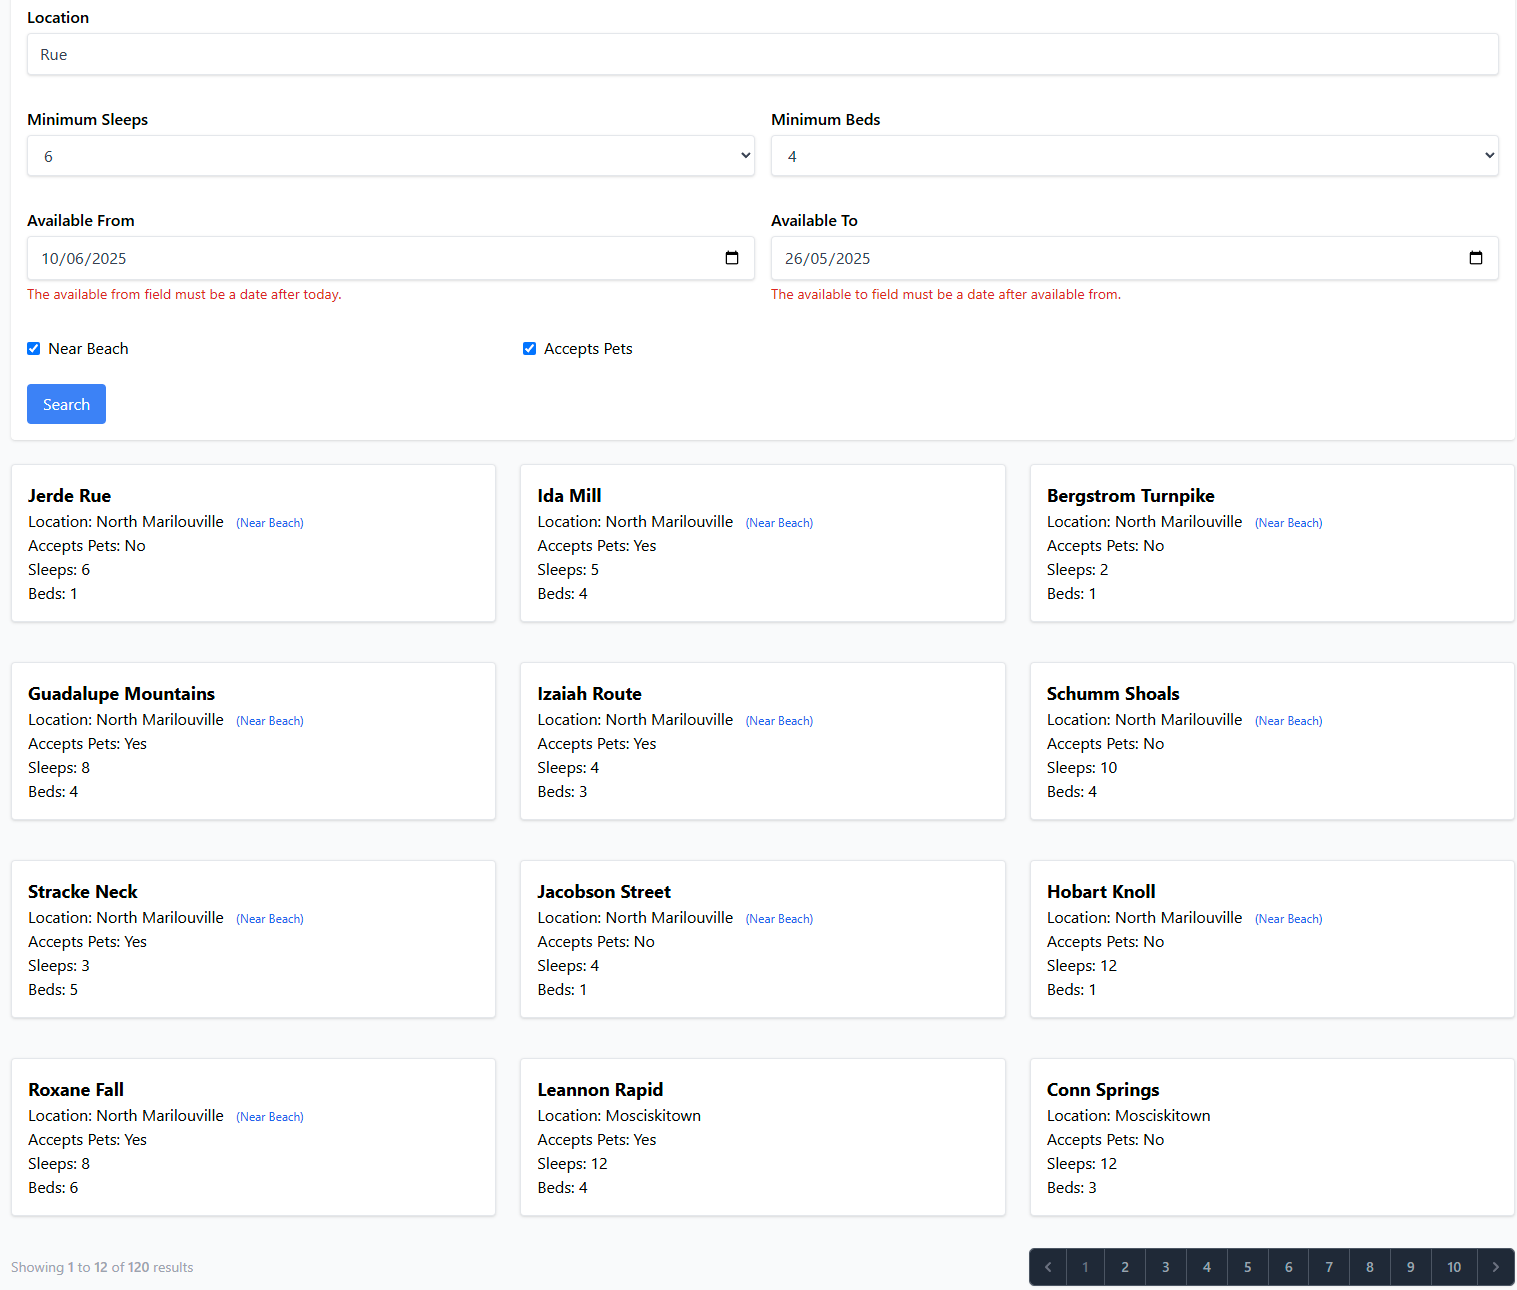 Location
Rue
Minimum Sleeps
Minimum Beds
6
4
Available From
Available To
10/06/2025
26/05/2025
The available from field must be a date after today.
The available to field must be a date after available from.
Near Beach
Accepts Pets
Search
Jerde Rue
Location: North Marilouville (Near Beach)
Accepts Pets: No
Sleeps: 6
Beds: 1
Ida Mill
Location: North Marilouville (Near Beach)
Accepts Pets: Yes
Sleeps: 5
Beds: 4
Bergstrom Turnpike
Location: North Marilouville (Near Beach)
Accepts Pets: No
Sleeps: 2
Beds: 1
Guadalupe Mountains
Location: North Marilouville (Near Beach)
Accepts Pets: Yes
Sleeps: 8
Beds: 4
Izaiah Route
Location: North Marilouville (Near Beach)
Accepts Pets: Yes
Sleeps: 4
Beds: 3
Schumm Shoals
Location: North Marilouville (Near Beach)
Accepts Pets: No
Sleeps: 10
Beds: 4
Stracke Neck
Location: North Marilouville (Near Beach)
Accepts Pets: Yes
Sleeps: 3
Beds: 5
Jacobson Street
Location: North Marilouville (Near Beach)
Accepts Pets: No
Sleeps: 4
Beds: 1
Hobart Knoll
Location: North Marilouville (Near Beach)
Accepts Pets: No
Sleeps: 12
Beds: 1
Roxane Fall
Location: North Marilouville (Near Beach)
Accepts Pets: Yes
Sleeps: 8
Beds: 6
Leannon Rapid
Location: Mosciskitown
Accepts Pets: Yes
Sleeps: 12
Beds: 4
Conn Springs
Location: Mosciskitown
Accepts Pets: No
Sleeps: 12
Beds: 3
Showing 1 to 12 of 120 results
1 2 3 4 5 6 7 8 9 10